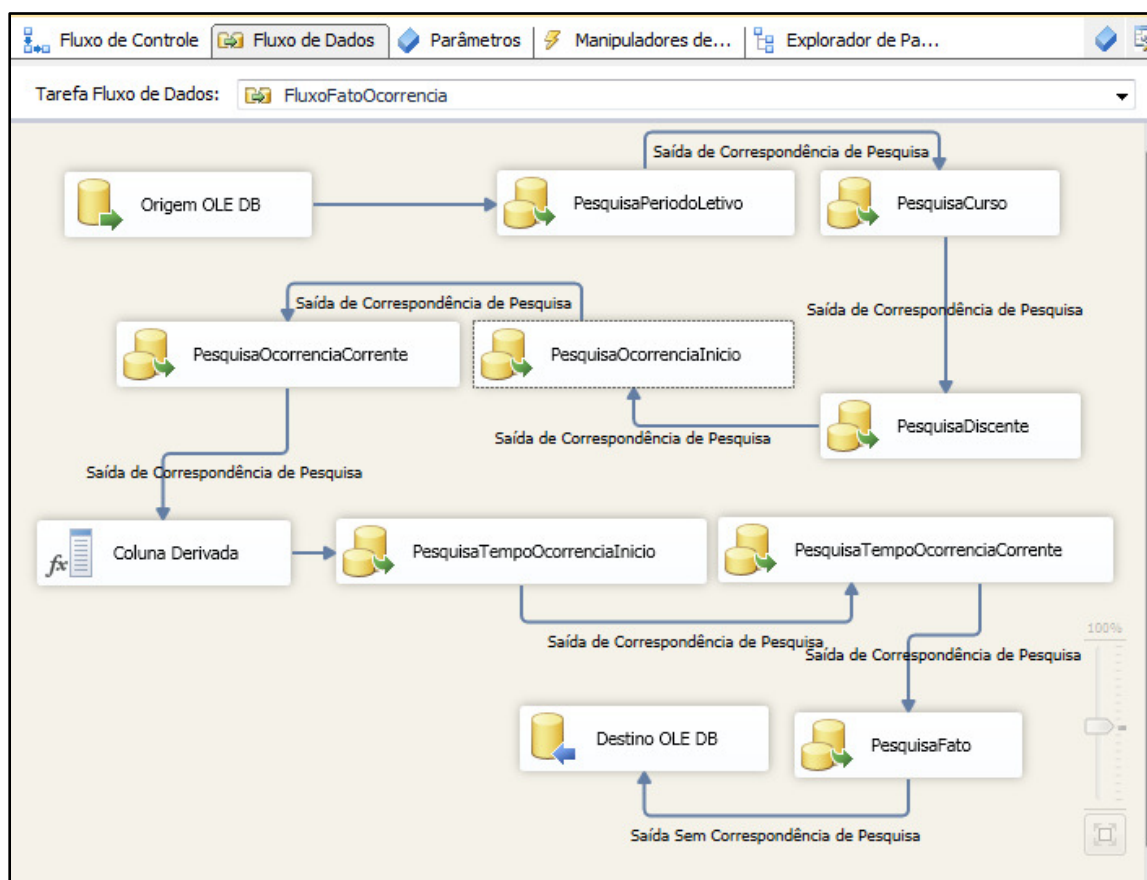 Fluxo de Controle
Fluxo de Dados
Parâmetros
Manipuladores de...
Explorador de Pa...
Tarefa Fluxo de Dados:
FluxoFatoOcorrencia
Saída de Correspondência de Pesquisa
Origem OLE DB
PesquisaPeriodoLetivo
PesquisaCurso
Saída de Correspondência de Pesquisa
Saída de Correspondência de Pesquisa
PesquisaOcorrenciaCorrente
PesquisaOcorrenciaInicio
PesquisaDiscente
Saída de Correspondência de Pesquisa
Saída de Correspondência de Pesquisa
fx
Coluna Derivada
PesquisaTempoOcorrenciaInicio
PesquisaTempoOcorrenciaCorrente
100%
Saída de Correspondência de Pesquisa
Saída de Correspondência de Pesquisa
Destino OLE DB
PesquisaFato
Saída Sem Correspondência de Pesquisa